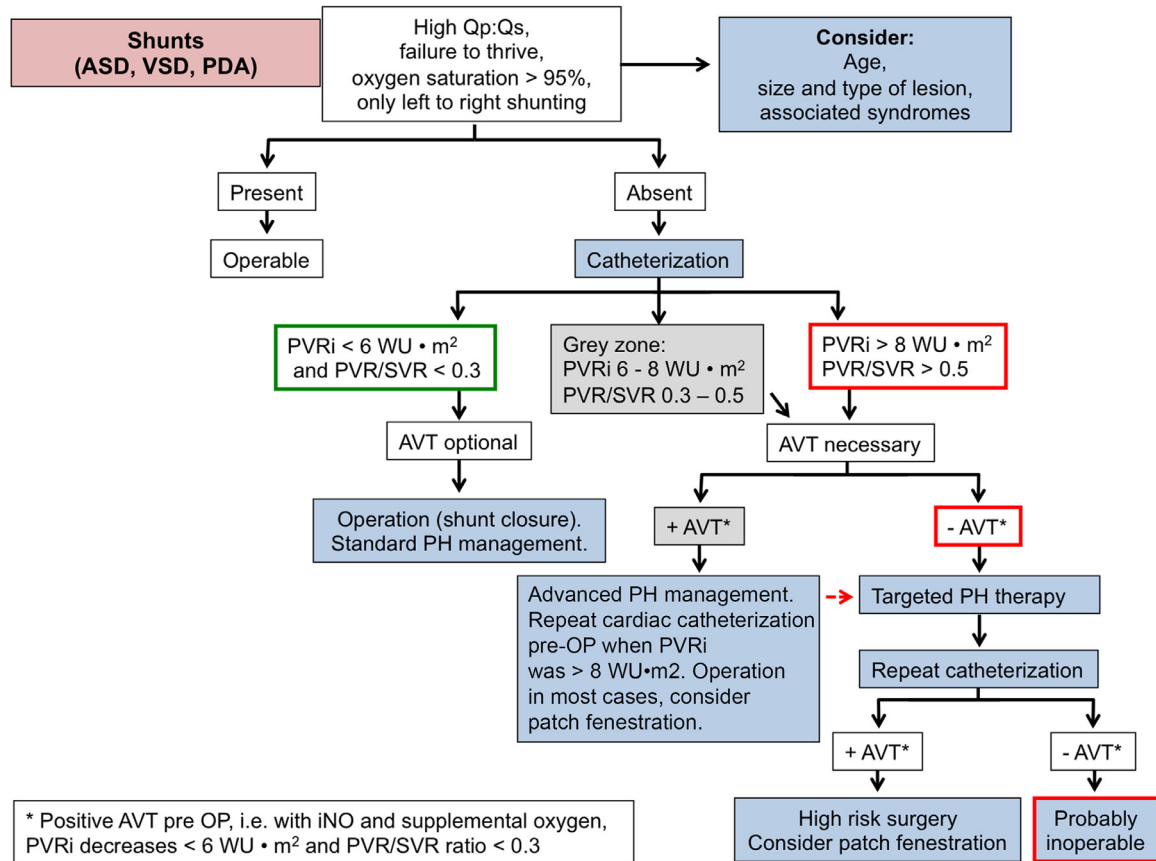 Shunts
(ASD, VSD, PDA)
High Qp:Qs,
failure to thrive,
oxygen saturation > 95%,
only left to right shunting
Consider:
Age,
size and type of lesion,
associated syndromes
Present
Absent
Operable
Catheterization
PVRi < 6 WU • m²
and PVR/SVR < 0.3
Grey zone:
PVRi 6 - 8 WU • m²
PVR/SVR 0.3 – 0.5
PVRi > 8 WU • m²
PVR/SVR > 0.5
AVT optional
AVT necessary
Operation (shunt closure).
Standard PH management.
+ AVT*
- AVT*
Advanced PH management.
Repeat cardiac catheterization
pre-OP when PVRi
was > 8 WU•m2. Operation
in most cases, consider
patch fenestration.
Targeted PH therapy
Repeat catheterization
+ AVT*
- AVT*
High risk surgery
Consider patch fenestration
Probably
inoperable
* Positive AVT pre OP, i.e. with iNO and supplemental oxygen,
PVRi decreases < 6 WU • m² and PVR/SVR ratio < 0.3